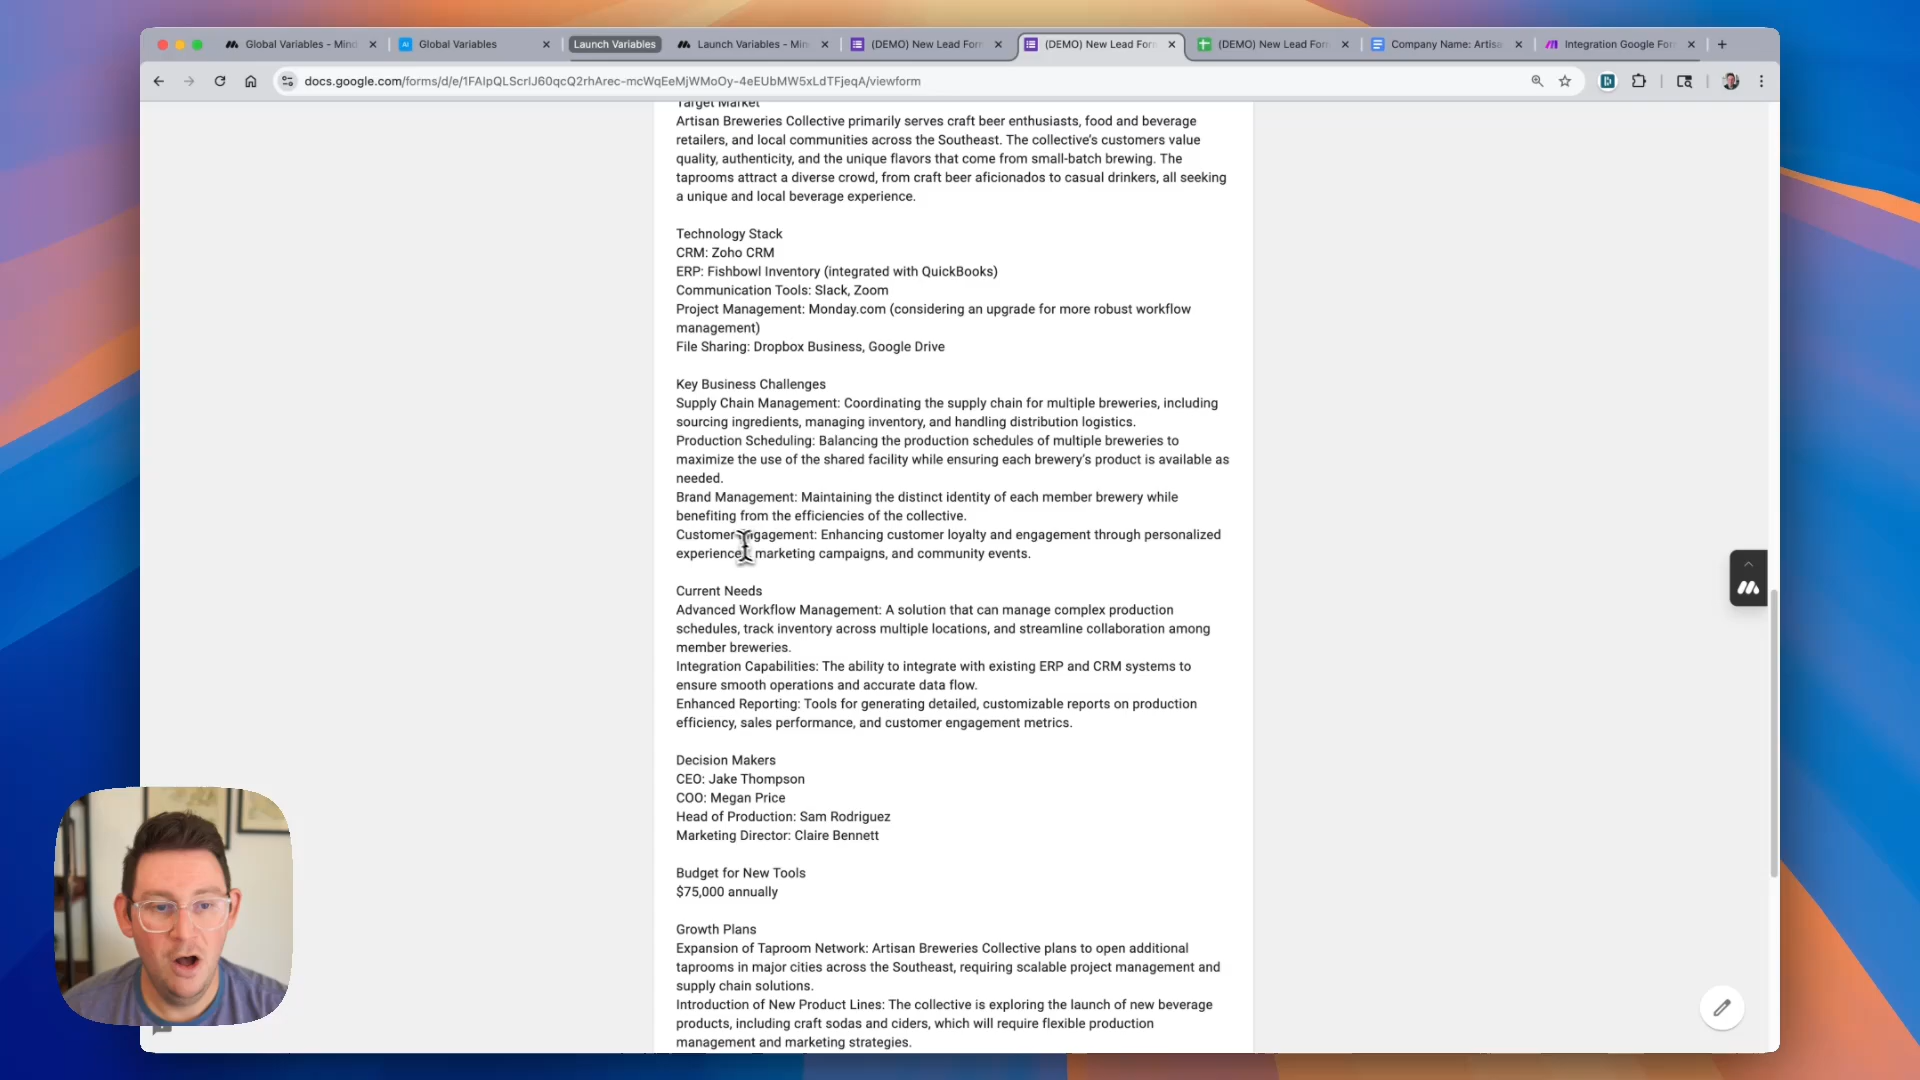 Global Variables - Mind
Global Variables
Launch Variables
Launch Variables - Min
(DEMO) New Lead For
(DEMO) New Lead For
(DEMO) New Lead For
Company Name: Artisa
Integration Google For
docs.google.com/forms/d/e/1FAIpQLScrIJ60qcQ2rhArec-mcWqEeMjWMoOy-4eEUbMW5xLdTFjeqA/viewform
Target Market
Artisan Breweries Collective primarily serves craft beer enthusiasts, food and beverage
retailers, and local communities across the Southeast. The collective's customers value
quality, authenticity, and the unique flavors that come from small-batch brewing. The
taprooms attract a diverse crowd, from craft beer aficionados to casual drinkers, all seeking
a unique and local beverage experience.
Technology Stack
CRM: Zoho CRM
ERP: Fishbowl Inventory (integrated with QuickBooks)
Communication Tools: Slack, Zoom
Project Management: Monday.com (considering an upgrade for more robust workflow
management)
File Sharing: Dropbox Business, Google Drive
Key Business Challenges
Supply Chain Management: Coordinating the supply chain for multiple breweries, including
sourcing ingredients, managing inventory, and handling distribution logistics.
Production Scheduling: Balancing the production schedules of multiple breweries to
maximize the use of the shared facility while ensuring each brewery's product is available as
needed.
Brand Management: Maintaining the distinct identity of each member brewery while
benefiting from the efficiencies of the collective.
Customer Engagement: Enhancing customer loyalty and engagement through personalized
experiences, marketing campaigns, and community events.
Current Needs
Advanced Workflow Management: A solution that can manage complex production
schedules, track inventory across multiple locations, and streamline collaboration among
member breweries.
Integration Capabilities: The ability to integrate with existing ERP and CRM systems to
ensure smooth operations and accurate data flow.
Enhanced Reporting: Tools for generating detailed, customizable reports on production
efficiency, sales performance, and customer engagement metrics.
Decision Makers
CEO: Jake Thompson
COO: Megan Price
Head of Production: Sam Rodriguez
Marketing Director: Claire Bennett
Budget for New Tools
$75,000 annually
Growth Plans
Expansion of Taproom Network: Artisan Breweries Collective plans to open additional
taprooms in major cities across the Southeast, requiring scalable project management and
supply chain solutions.
Introduction of New Product Lines: The collective is exploring the launch of new beverage
products, including craft sodas and ciders, which will require flexible production
management and marketing strategies.